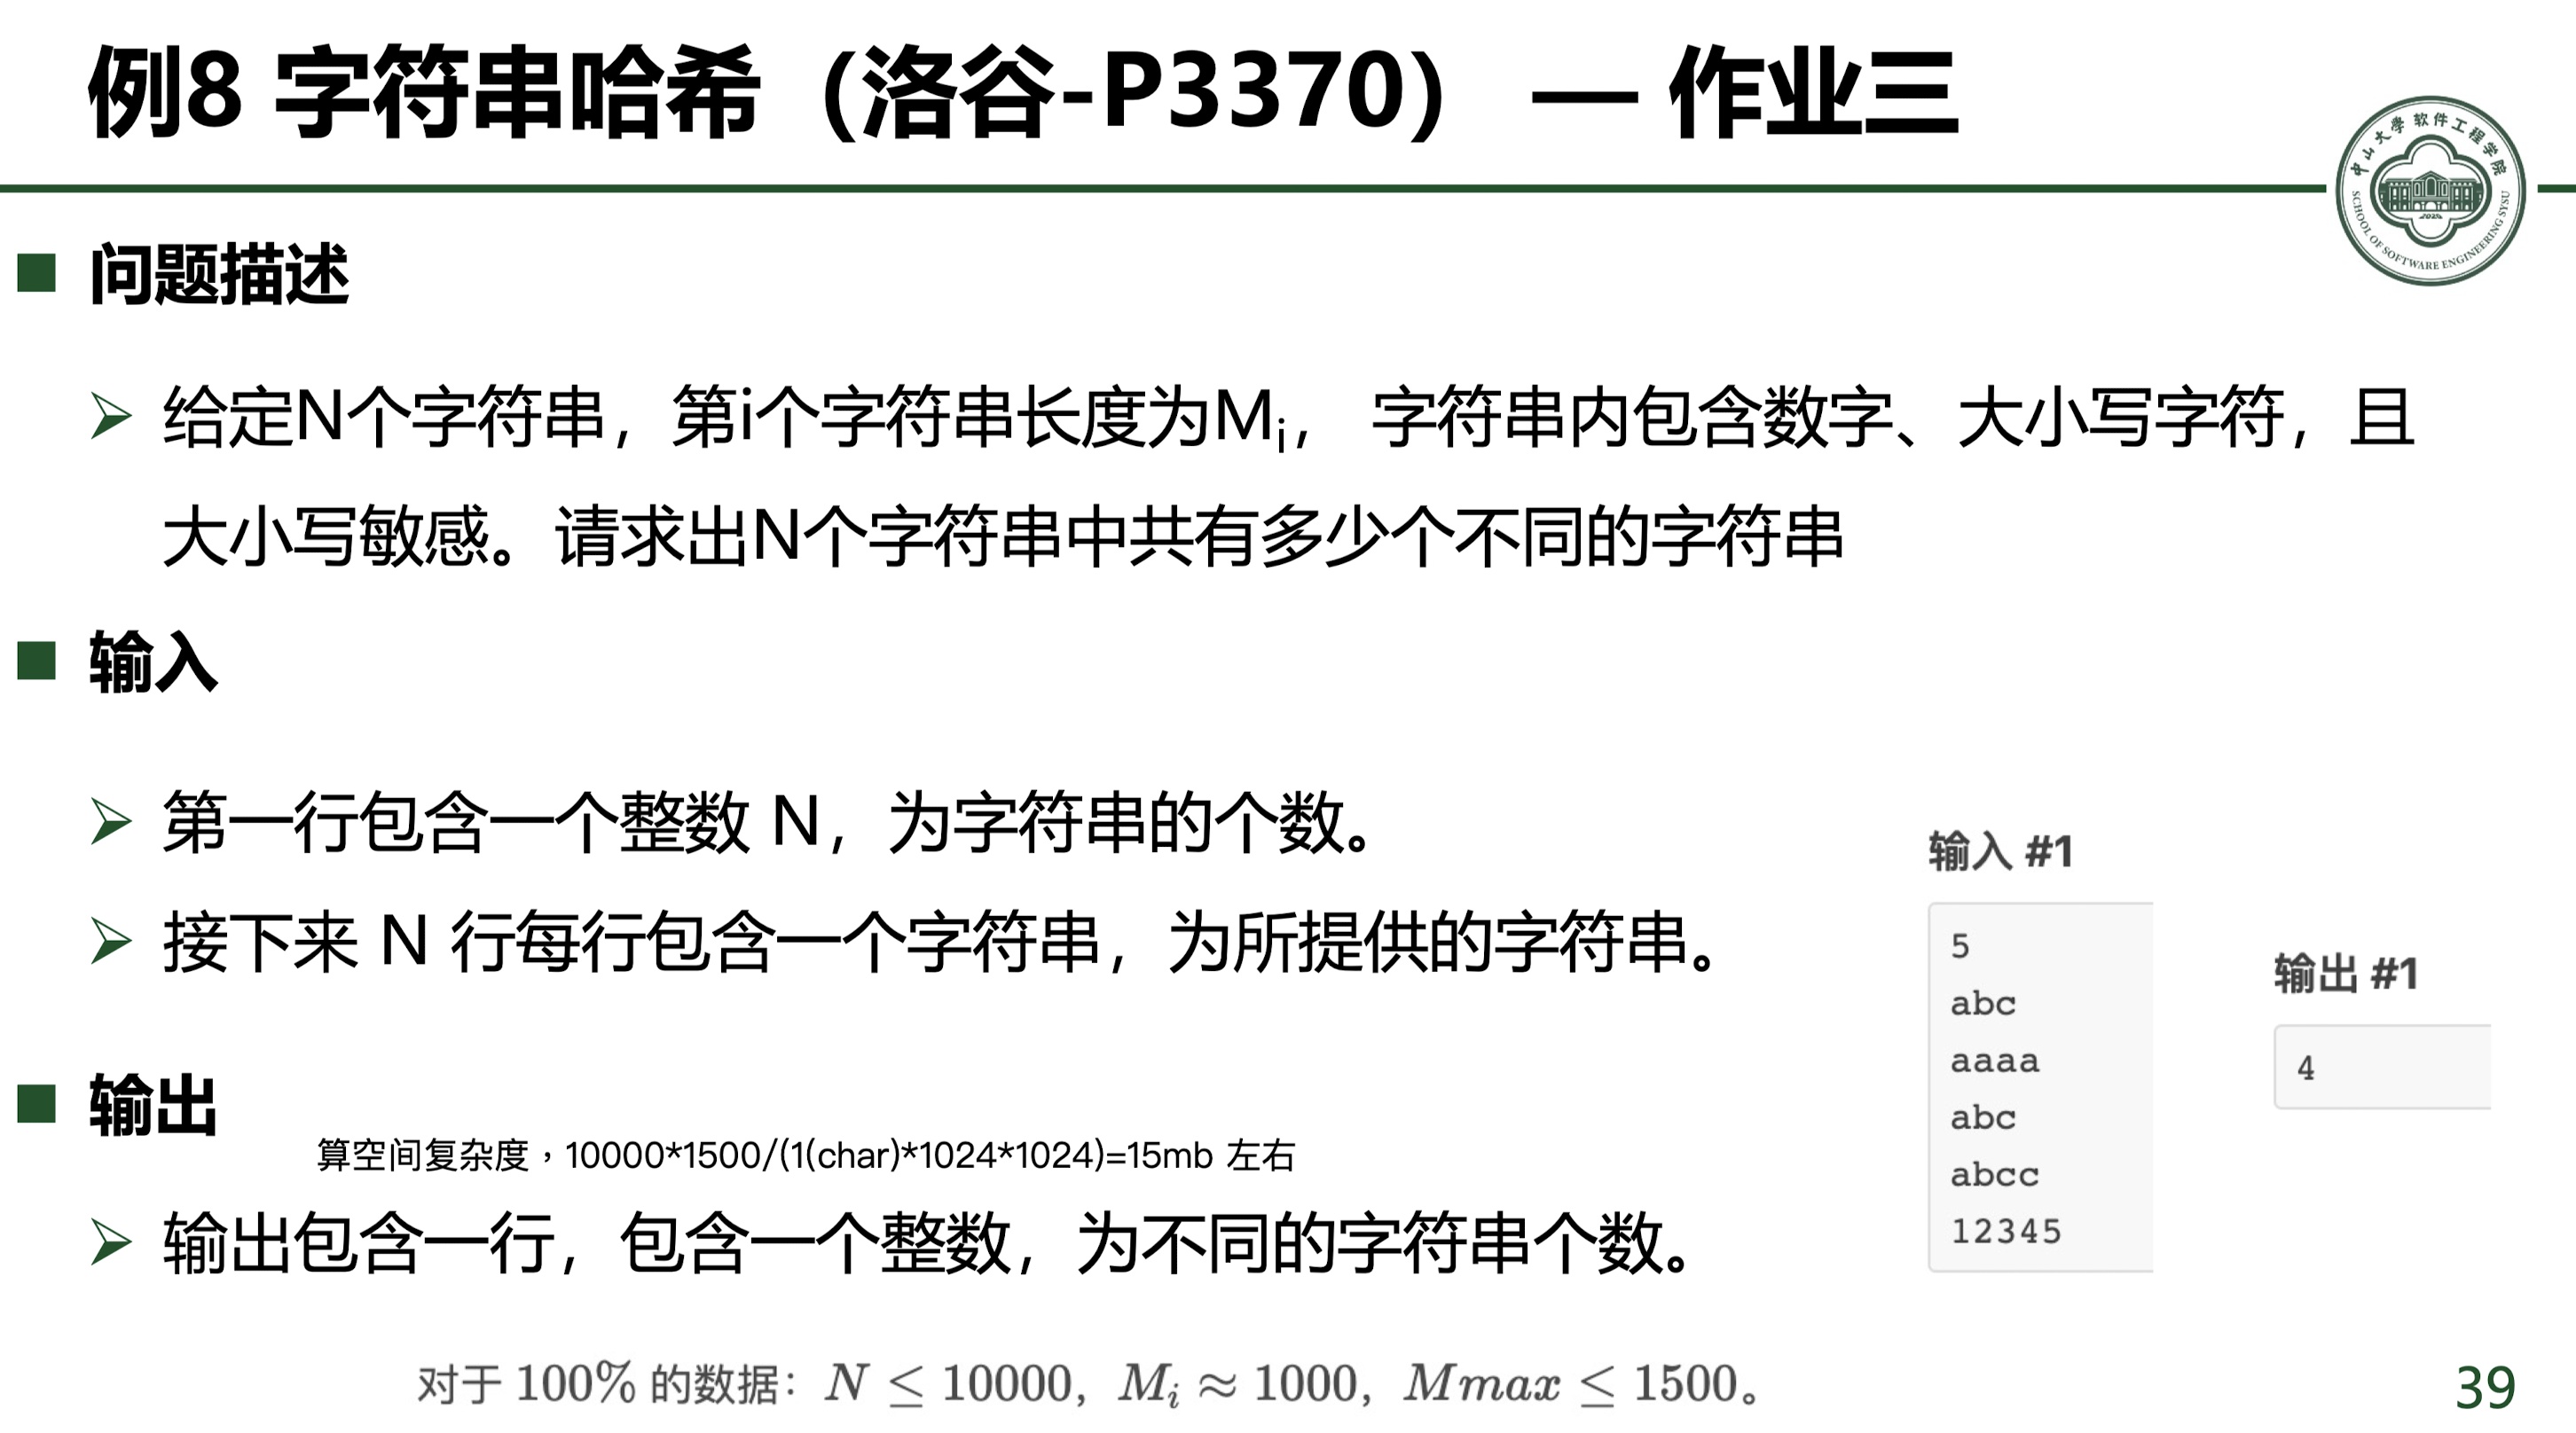 例8 字符串哈希（洛谷-P3370） — 作业三
中山大学软件工程学院
2025
SCHOOL OF SOFTWARE ENGINEERING SYSU
问题描述
给定N个字符串，第i个字符串长度为Mi， 字符串内包含数字、大小写字符，且
大小写敏感。请求出N个字符串中共有多少个不同的字符串
输入
第一行包含一个整数 N，为字符串的个数。
接下来 N 行每行包含一个字符串，为所提供的字符串。
输出
算空间复杂度，10000*1500/(1(char)*1024*1024)=15mb 左右
输出包含一行，包含一个整数，为不同的字符串个数。
输入 #1
5
abc
aaaa
abc
abcc
12345
输出 #1
4
对于 100% 的数据：N ≤ 10000，Mi ≈ 1000，Mmax ≤ 1500。
39